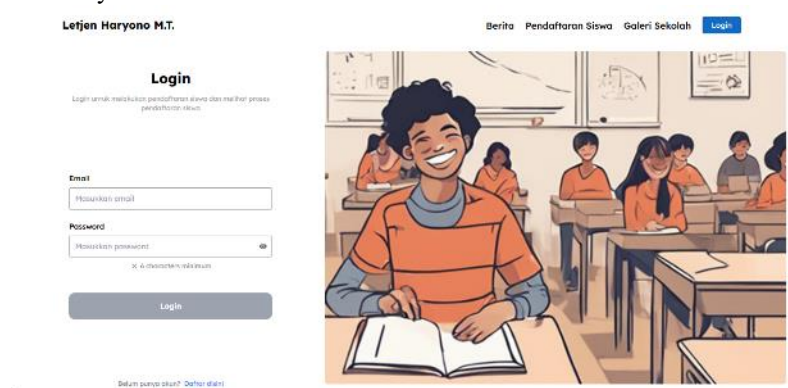 Letjen Haryono M.T.
Berita Pendaftaran Siswa Galeri Sekolah Login
Login
Login untuk melakukan pendaftaran siswa dan melihat proses
pendaftaran siswa
Email
Masukkan email
Password
Masukkan password
✕ 6 characters minimum
Login
Belum punya akun? Daftar disini